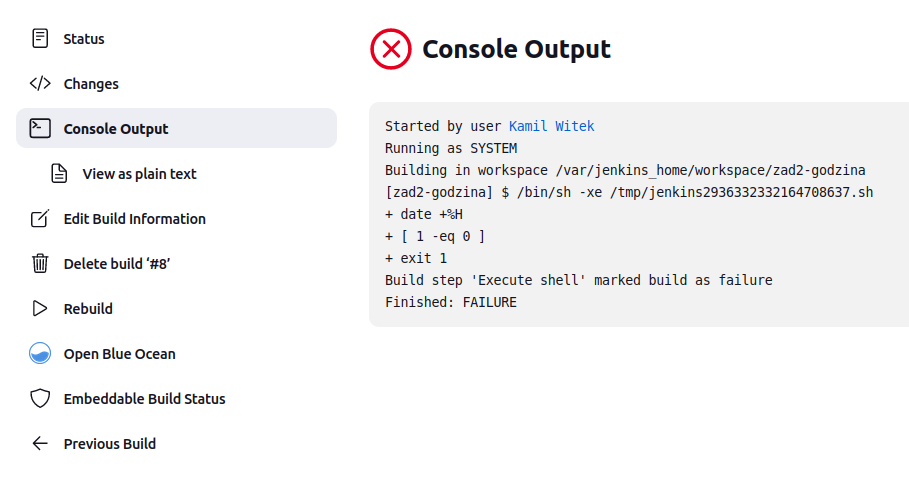 Status
Changes
Console Output
View as plain text
Edit Build Information
Delete build ‘#8’
Rebuild
Open Blue Ocean
Embeddable Build Status
Previous Build
Console Output
Started by user Kamil Witek
Running as SYSTEM
Building in workspace /var/jenkins_home/workspace/zad2-godzina
[zad2-godzina] $ /bin/sh -xe /tmp/jenkins2936332332164708637.sh
+ date +%H
+ [ 1 -eq 0 ]
+ exit 1
Build step 'Execute shell' marked build as failure
Finished: FAILURE